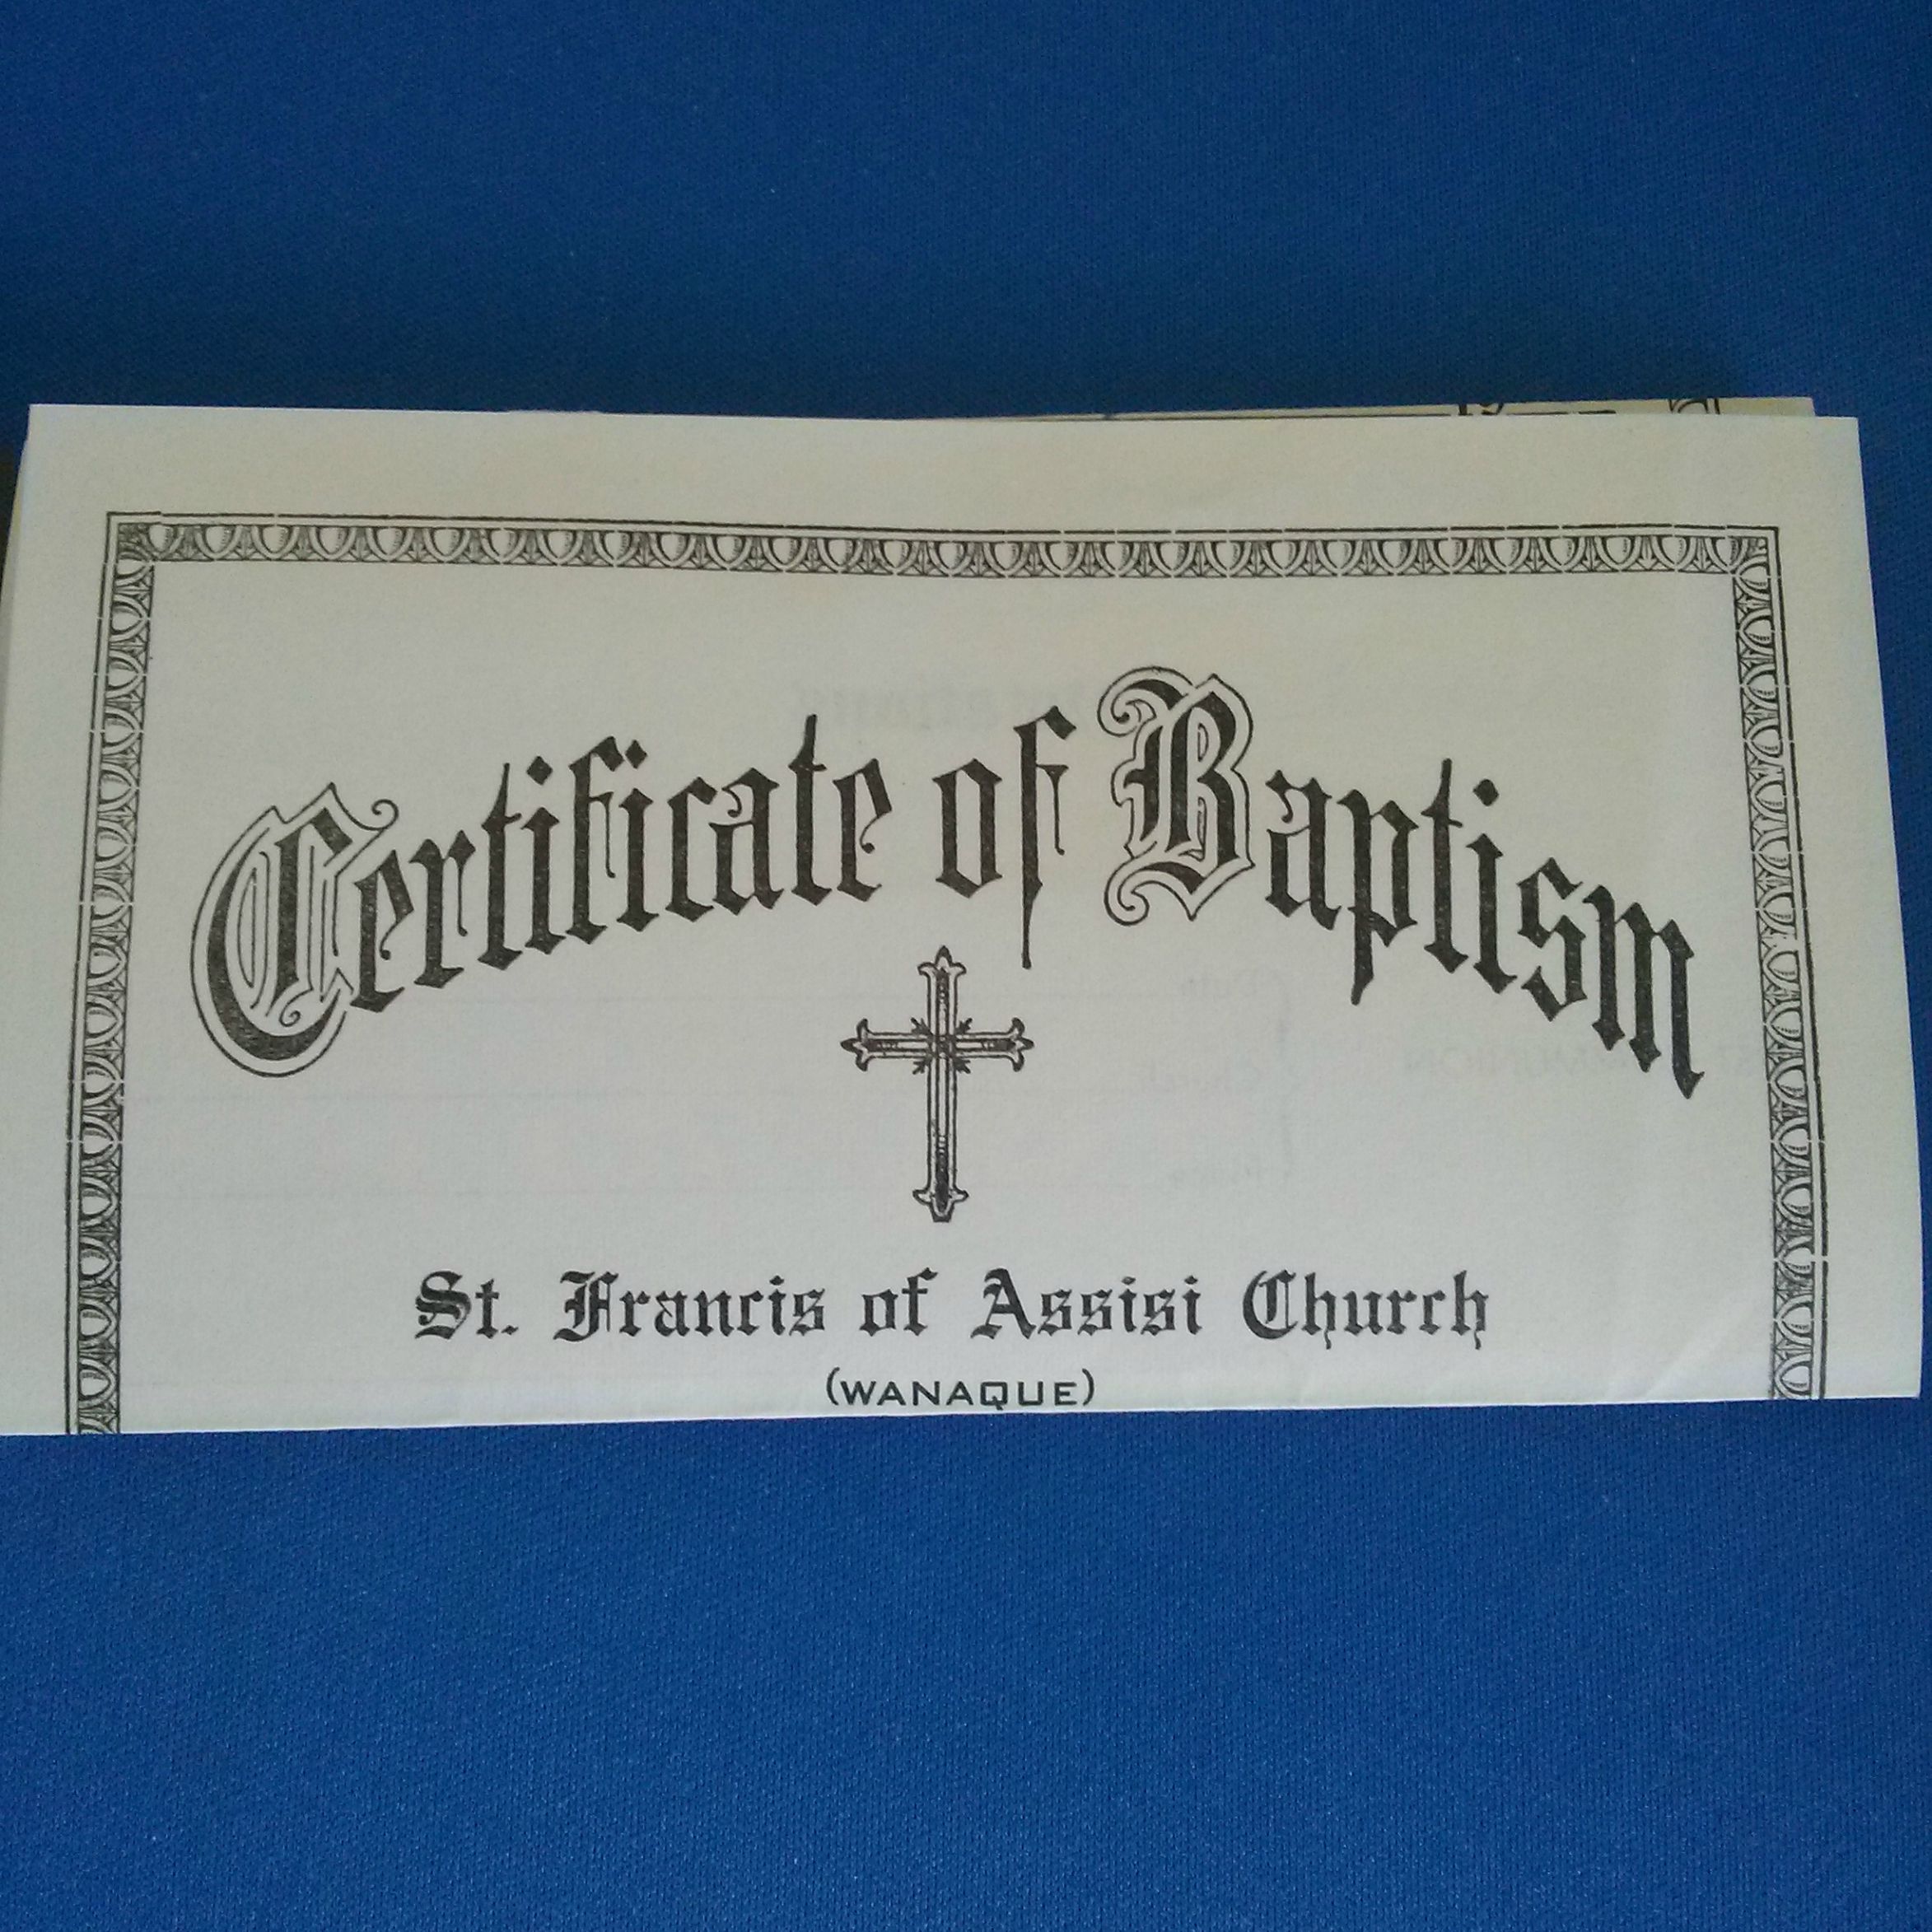 Certificate of Baptism
St. Francis of Assisi Church
(WANAQUE)